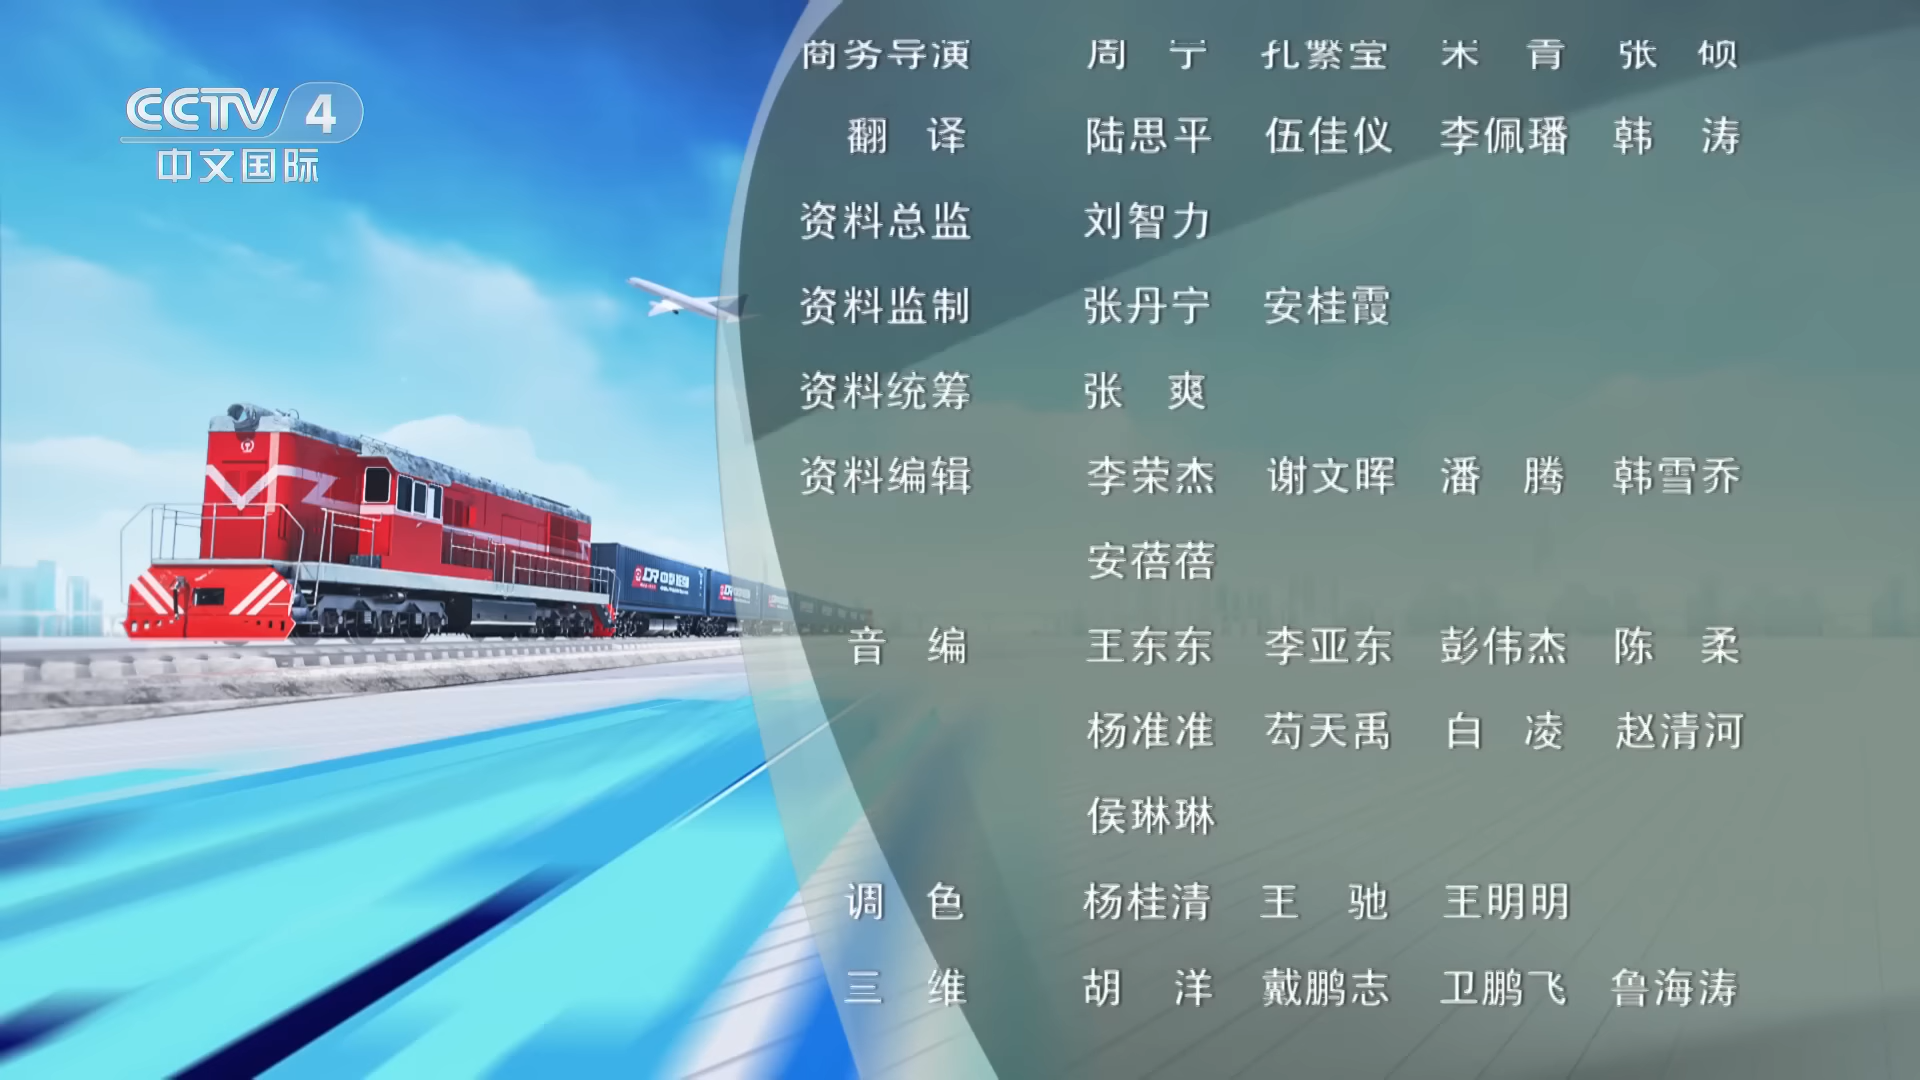 CCTV 4
中文国际
商务导演 周宁 孔繁莹 宋青 张硕
翻译 陆思平 伍佳仪 李佩璠 韩涛
资料总监 刘智力
资料监制 张丹宁 安桂霞
资料统筹 张爽
资料编辑 李荣杰 谢文晖 潘腾 韩雪乔
安蓓蓓
音编 王东东 李亚东 彭伟杰 陈柔
杨准准 芶天禹 白凌 赵清河
侯琳琳
调色 杨桂清 王驰 王明明
三维 胡洋 戴鹏志 卫鹏飞 鲁海涛